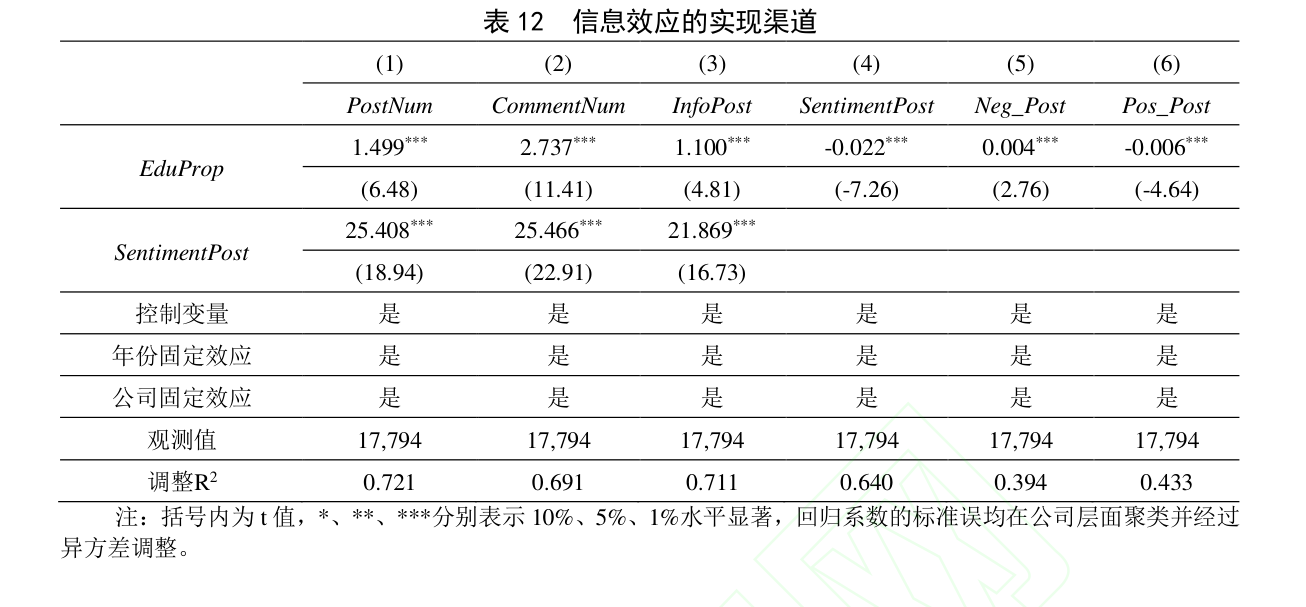 表 12 信息效应的实现渠道
(1) (2) (3) (4) (5) (6)
PostNum CommentNum InfoPost SentimentPost Neg_Post Pos_Post
EduProp 1.499*** 2.737*** 1.100*** -0.022*** 0.004*** -0.006***
(6.48) (11.41) (4.81) (-7.26) (2.76) (-4.64)
SentimentPost 25.408*** 25.466*** 21.869***
(18.94) (22.91) (16.73)
控制变量 是 是 是 是 是 是
年份固定效应 是 是 是 是 是 是
公司固定效应 是 是 是 是 是 是
观测值 17,794 17,794 17,794 17,794 17,794 17,794
调整R² 0.721 0.691 0.711 0.640 0.394 0.433
注：括号内为 t 值，*、**、***分别表示 10%、5%、1%水平显著，回归系数的标准误均在公司层面聚类并经过
异方差调整。